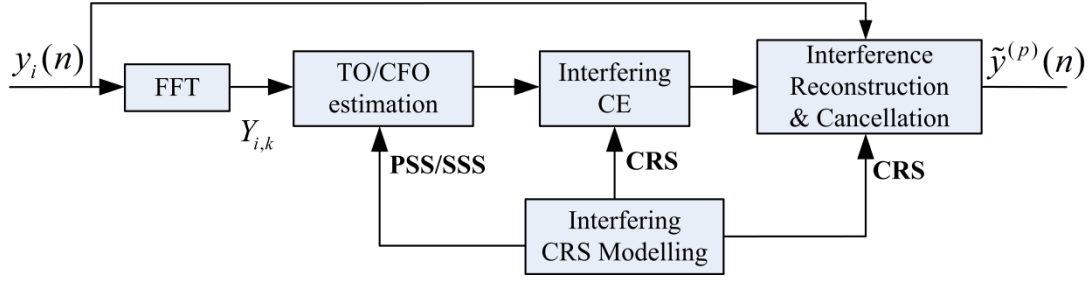 y_i(n)
FFT
Y_{i,k}
TO/CFO
estimation
Interfering
CE
Interference
Reconstruction
& Cancellation
ỹ^{(p)}(n)
PSS/SSS
CRS
CRS
Interfering
CRS Modelling